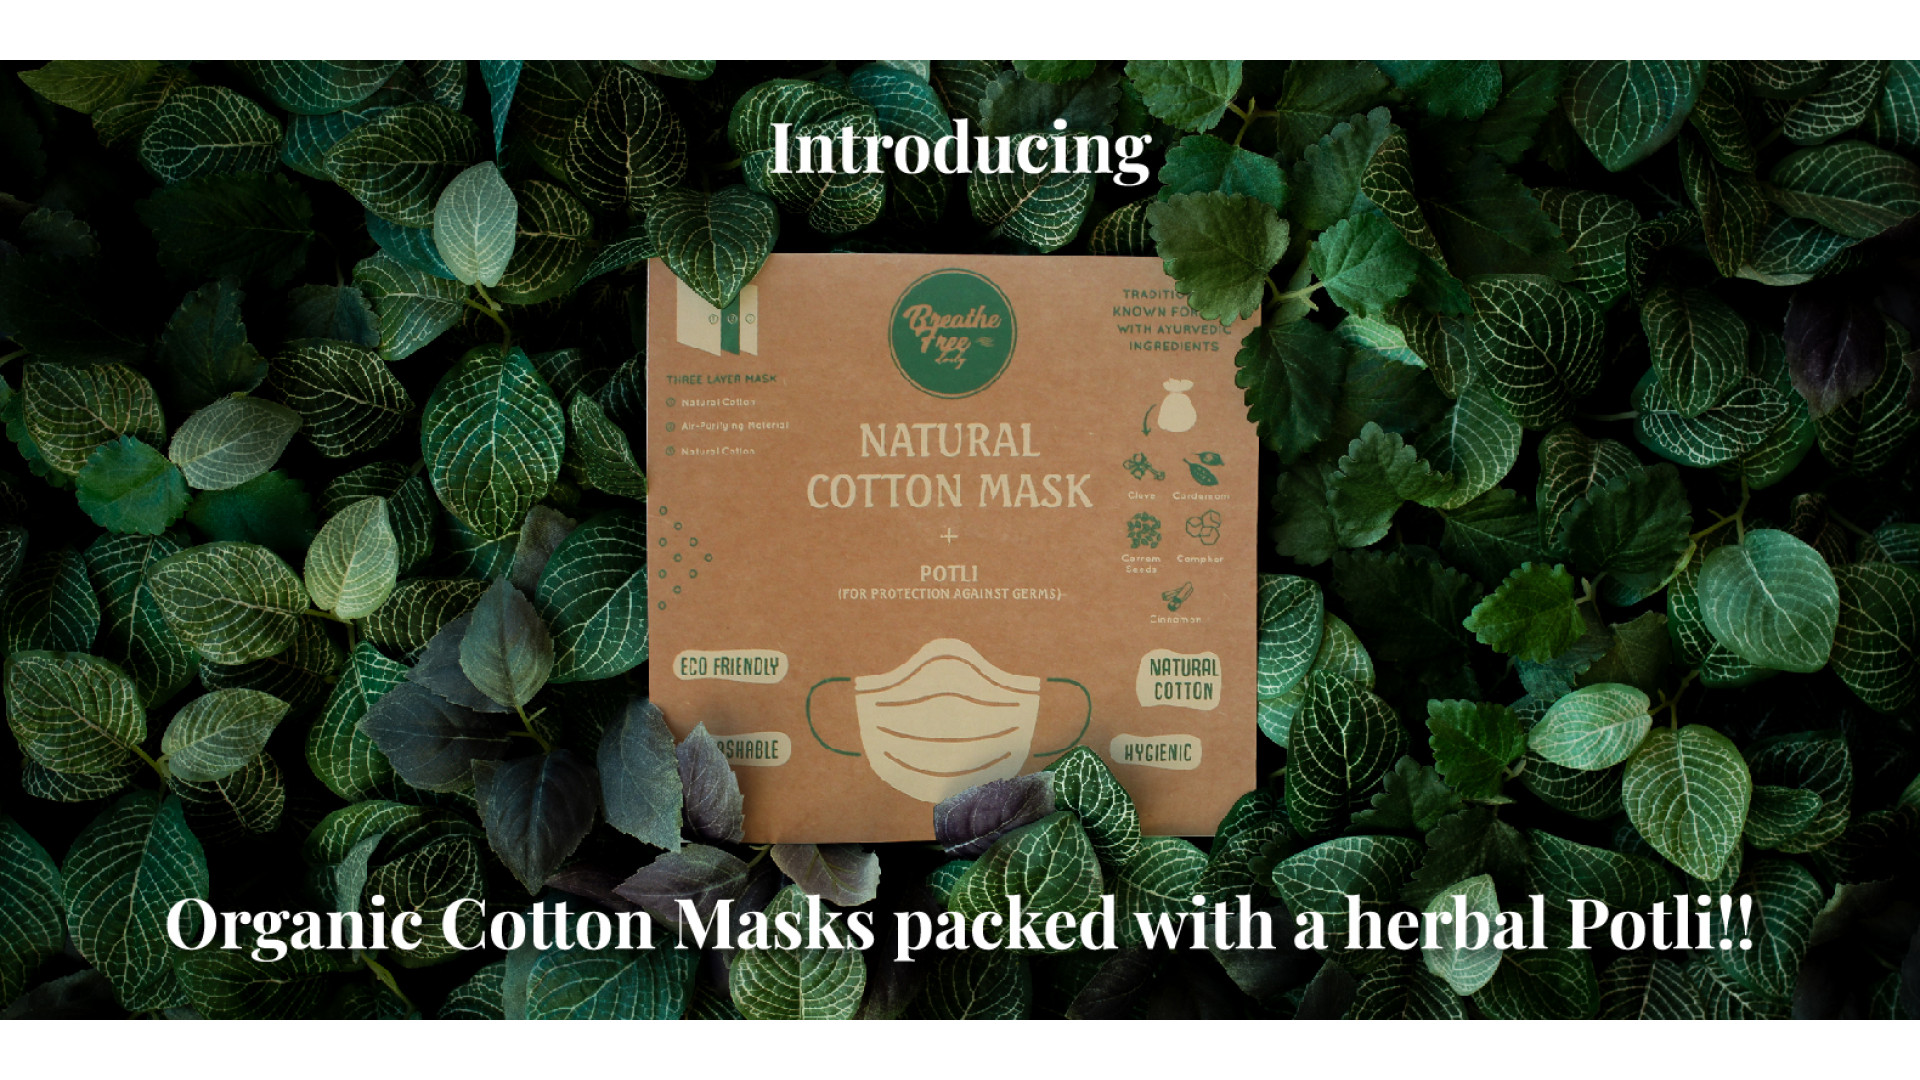 Introducing
Breathe
Free
THREE LAYER MASK
Natural Cotton
Air-Purifying Material
Natural Cotton
KNOWN FOR
WITH AYURVEDIC
INGREDIENTS
NATURAL
COTTON MASK
+
POTLI
(FOR PROTECTION AGAINST GERMS)
Clove Cardamom
Carrom Camphor
Seeds
Cinnamon
ECO FRIENDLY
NATURAL
COTTON
HYGIENIC
Organic Cotton Masks packed with a herbal Potli!!